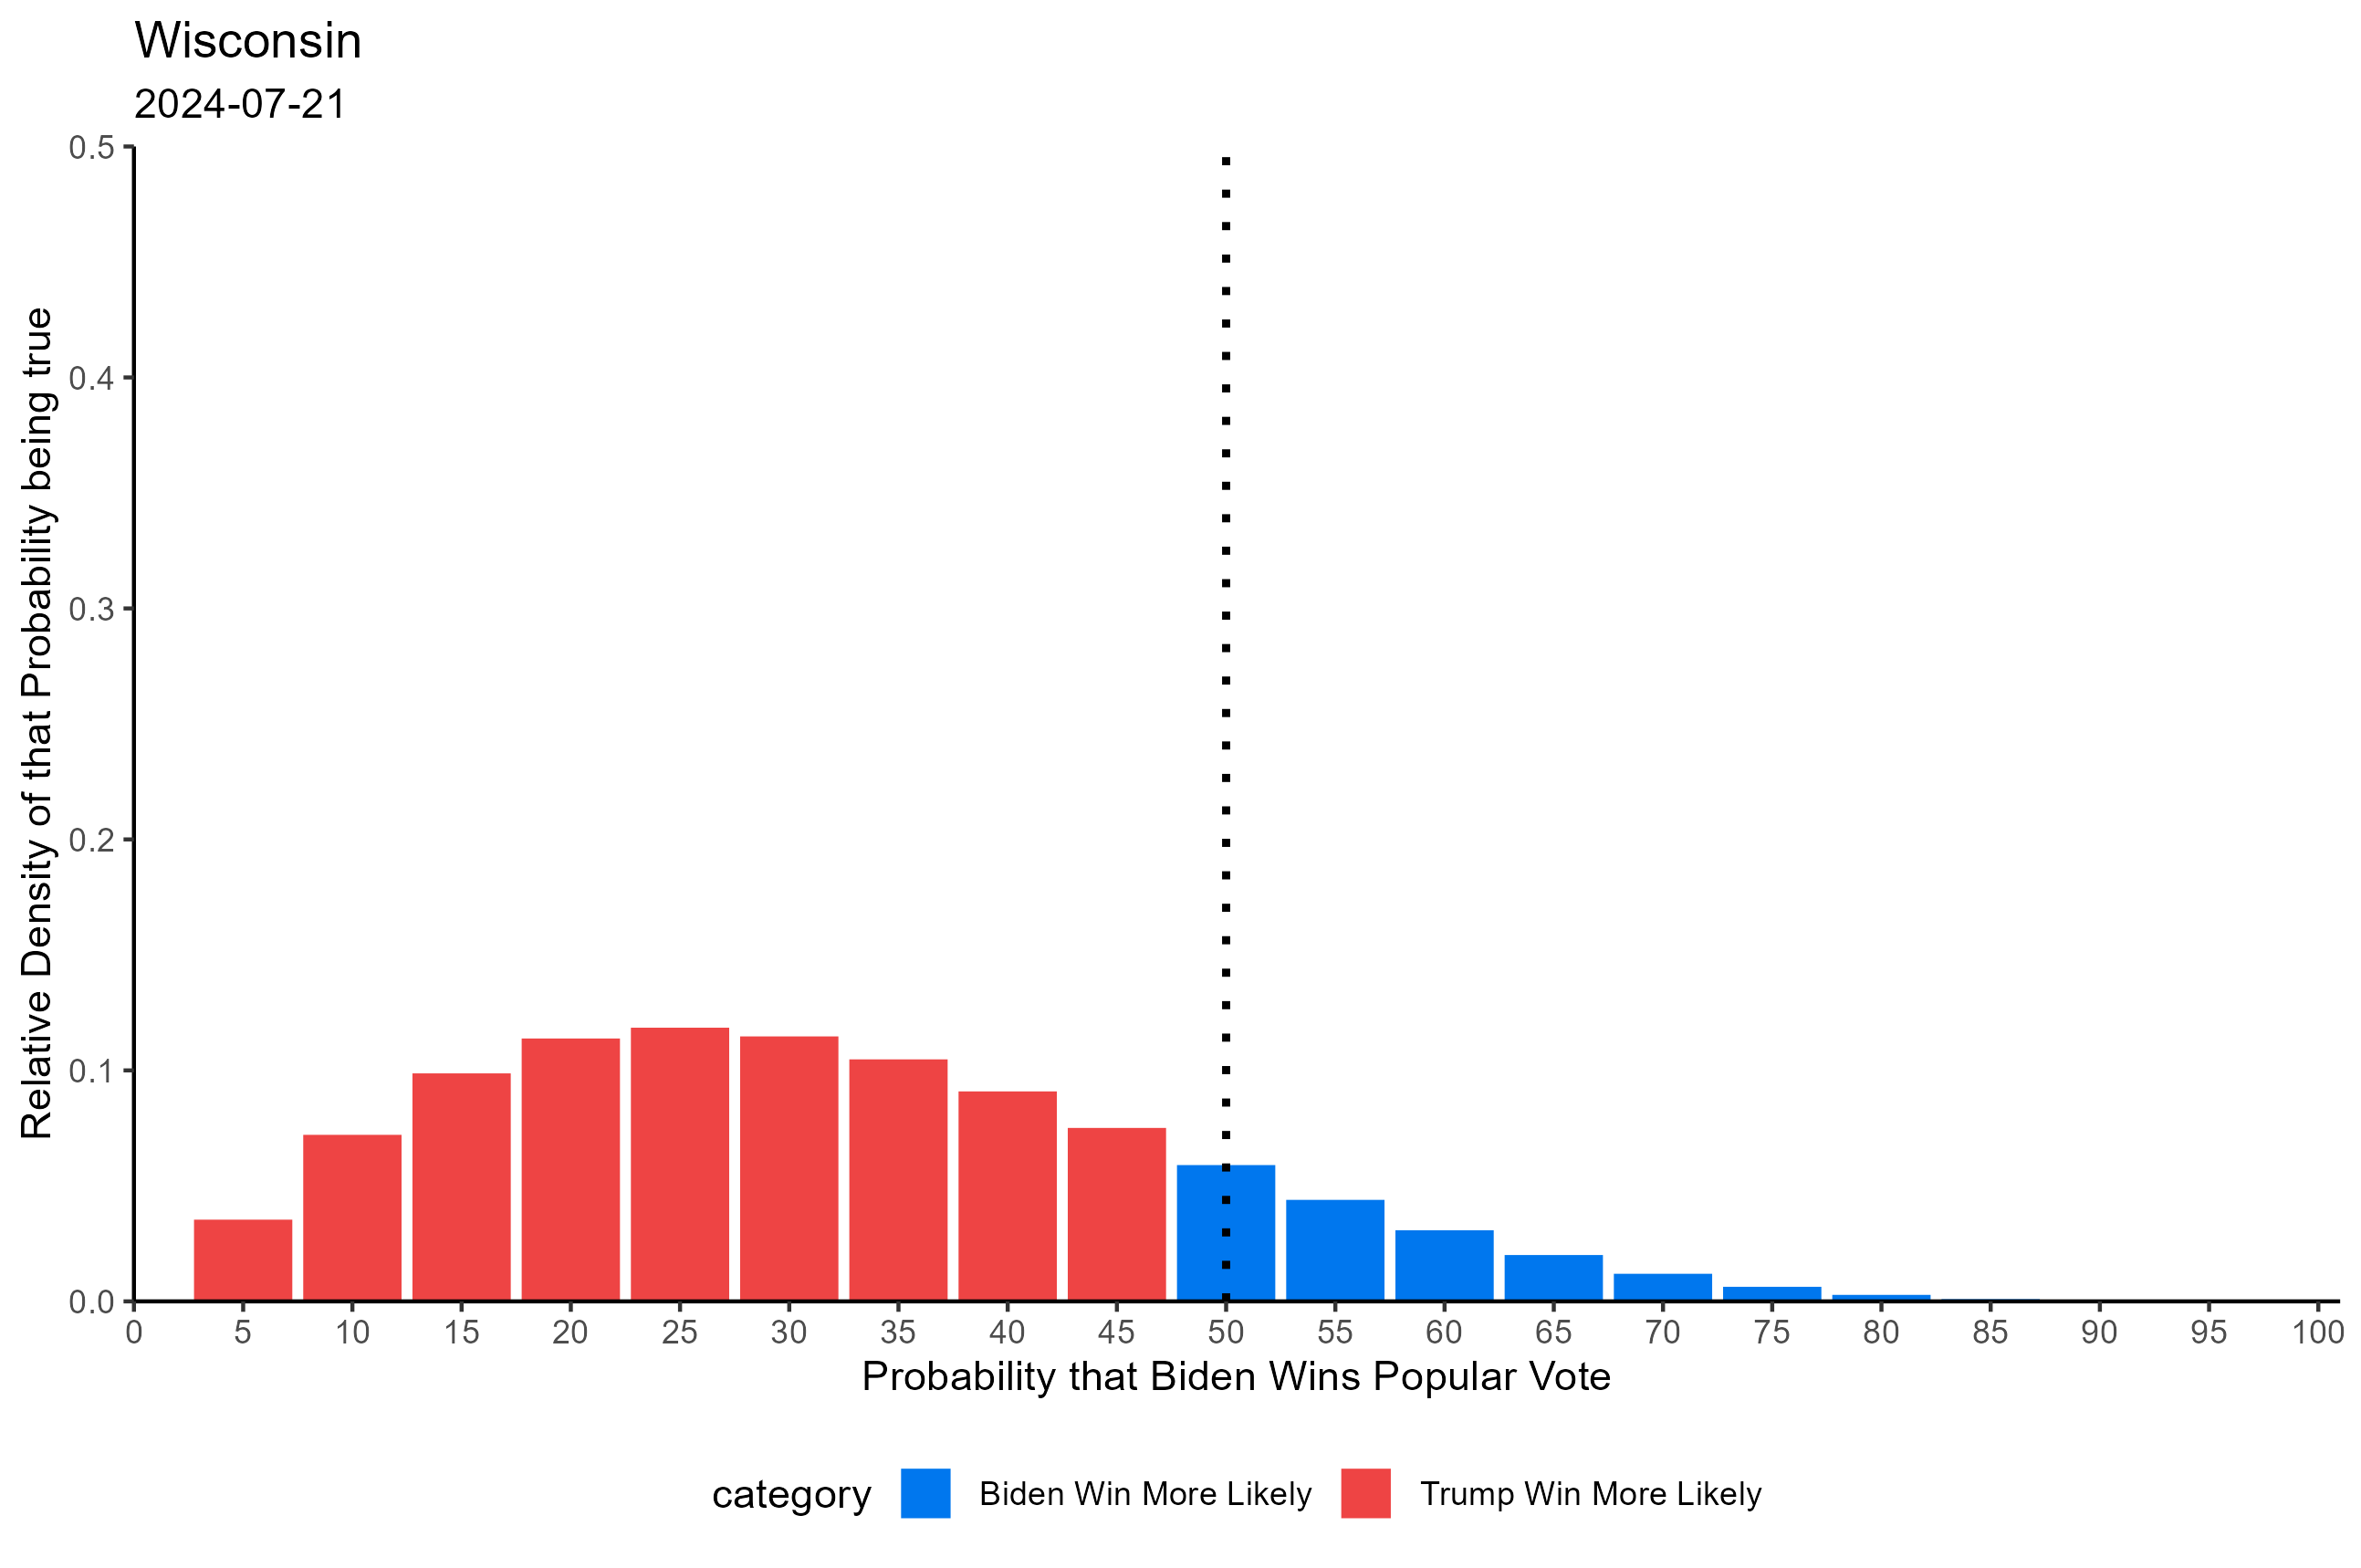 Wisconsin
2024-07-21
Relative Density of that Probability being true
0.5
0.4
0.3
0.2
0.1
0.0
0 5 10 15 20 25 30 35 40 45 50 55 60 65 70 75 80 85 90 95 100
Probability that Biden Wins Popular Vote
category Biden Win More Likely Trump Win More Likely